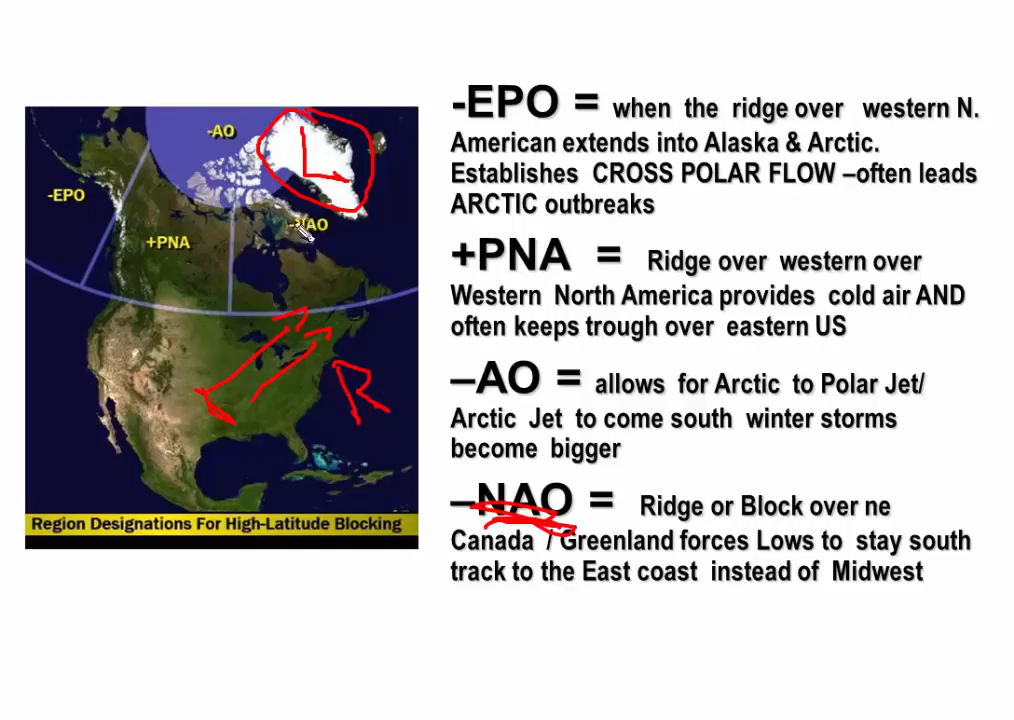 -AO
-EPO
-NAO
+PNA
L
R
Region Designations For High-Latitude Blocking
-EPO = when the ridge over western N.
American extends into Alaska & Arctic.
Establishes CROSS POLAR FLOW –often leads
ARCTIC outbreaks
+PNA = Ridge over western over
Western North America provides cold air AND
often keeps trough over eastern US
–AO = allows for Arctic to Polar Jet/
Arctic Jet to come south winter storms
become bigger
–NAO = Ridge or Block over ne
Canada / Greenland forces Lows to stay south
track to the East coast instead of Midwest